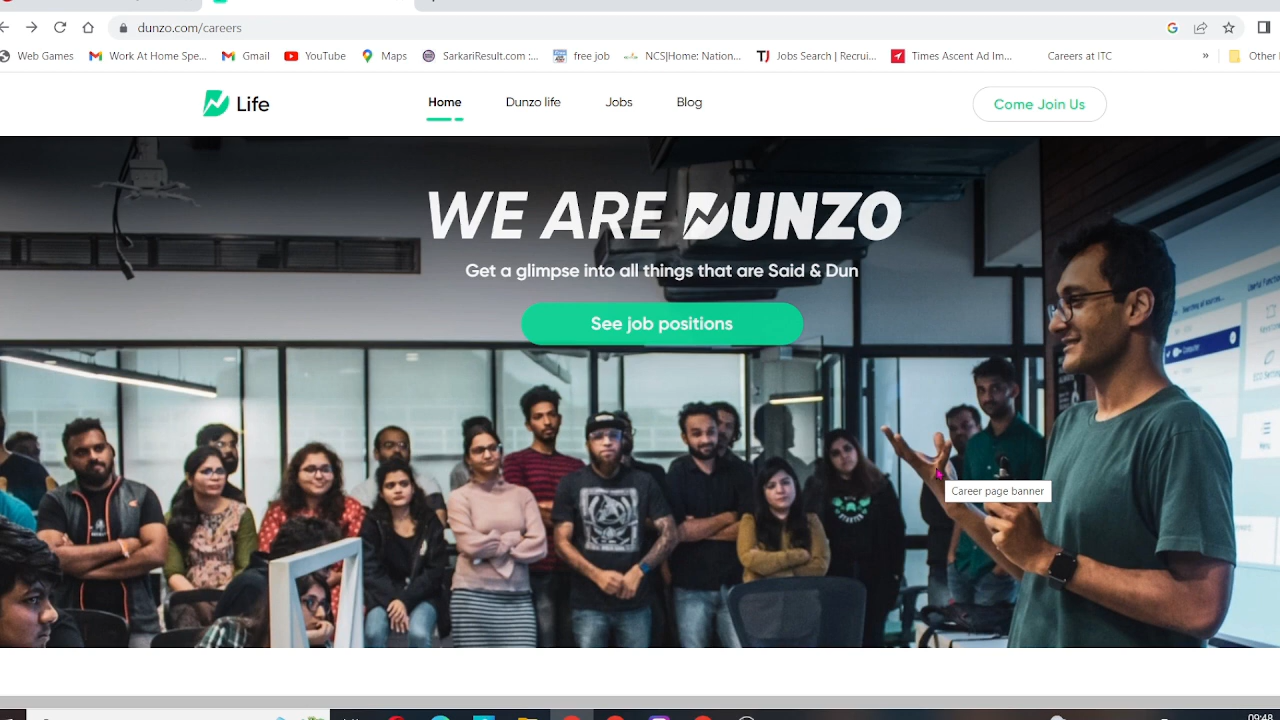 dunzo.com/careers
Web Games
Work At Home Spe...
Gmail
YouTube
Maps
SarkariResult.com :...
free job
NCS|Home: Nation...
TJ
Jobs Search | Recrui...
Times Ascent Ad Im...
Careers at ITC
»
Other
Life
Home
Dunzo life
Jobs
Blog
Come Join Us
WE ARE DUNZO
Get a glimpse into all things that are Said & Dun
See job positions
Career page banner
09:48